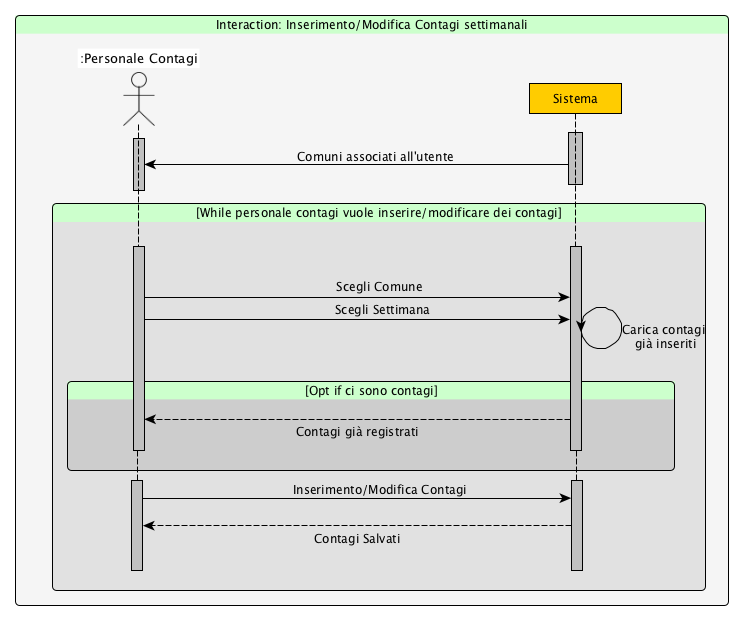 Interaction: Inserimento/Modifica Contagi settimanali
:Personale Contagi
Sistema
Comuni associati all'utente
[While personale contagi vuole inserire/modificare dei contagi]
Scegli Comune
Scegli Settimana
Carica contagi
già inseriti
[Opt if ci sono contagi]
Contagi già registrati
Inserimento/Modifica Contagi
Contagi Salvati